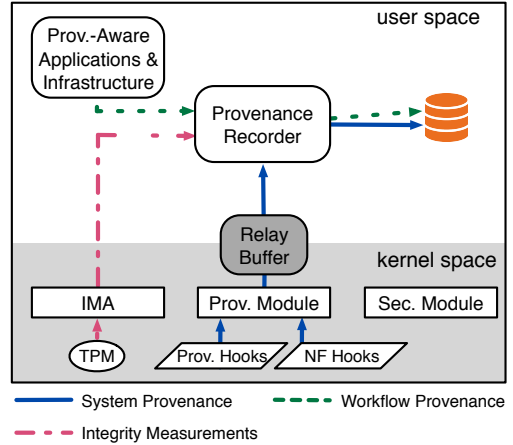 user space
Prov.-Aware
Applications &
Infrastructure
Provenance
Recorder
Relay
Buffer
kernel space
IMA
Prov. Module
Sec. Module
TPM
Prov. Hooks
NF Hooks
System Provenance
Workflow Provenance
Integrity Measurements